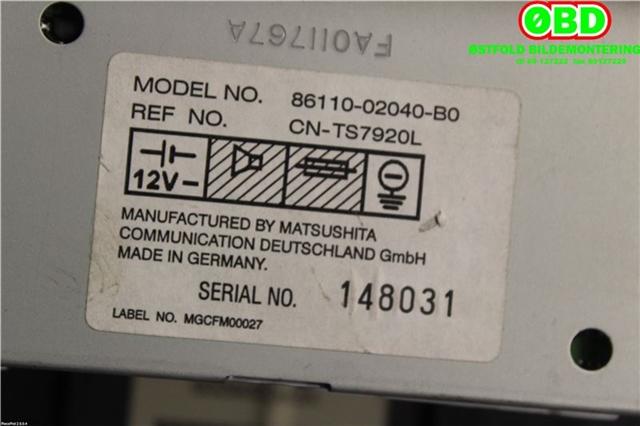 ØBD
ØSTFOLD BILDEMONTERING
FA011767A
MODEL NO. 86110-02040-B0
REF NO. CN-TS7920L
12V
MANUFACTURED BY MATSUSHITA
COMMUNICATION DEUTSCHLAND GmbH
MADE IN GERMANY.
SERIAL NO. 148031
LABEL NO. MGCFM00027